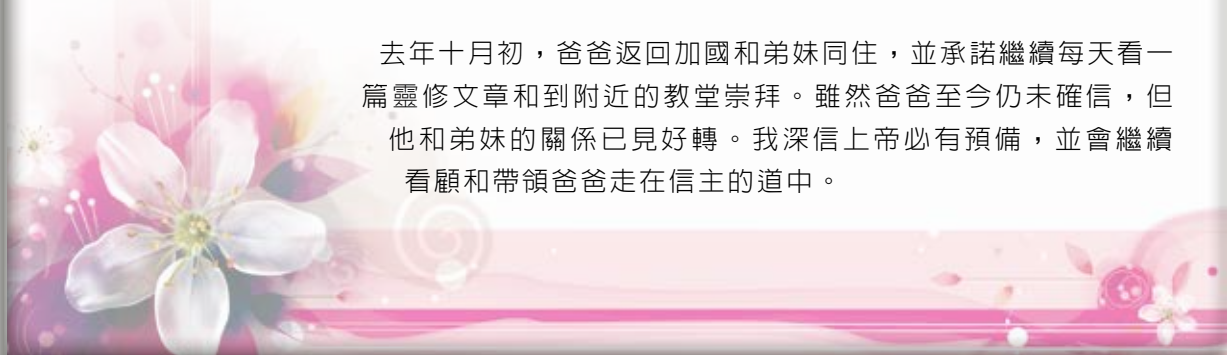 去年十月初，爸爸返回加國和弟妹同住，並承諾繼續每天看一
篇靈修文章和到附近的教堂崇拜。雖然爸爸至今仍未確信，但
他和弟妹的關係已見好轉。我深信上帝必有預備，並會繼續
看顧和帶領爸爸走在信主的道中。